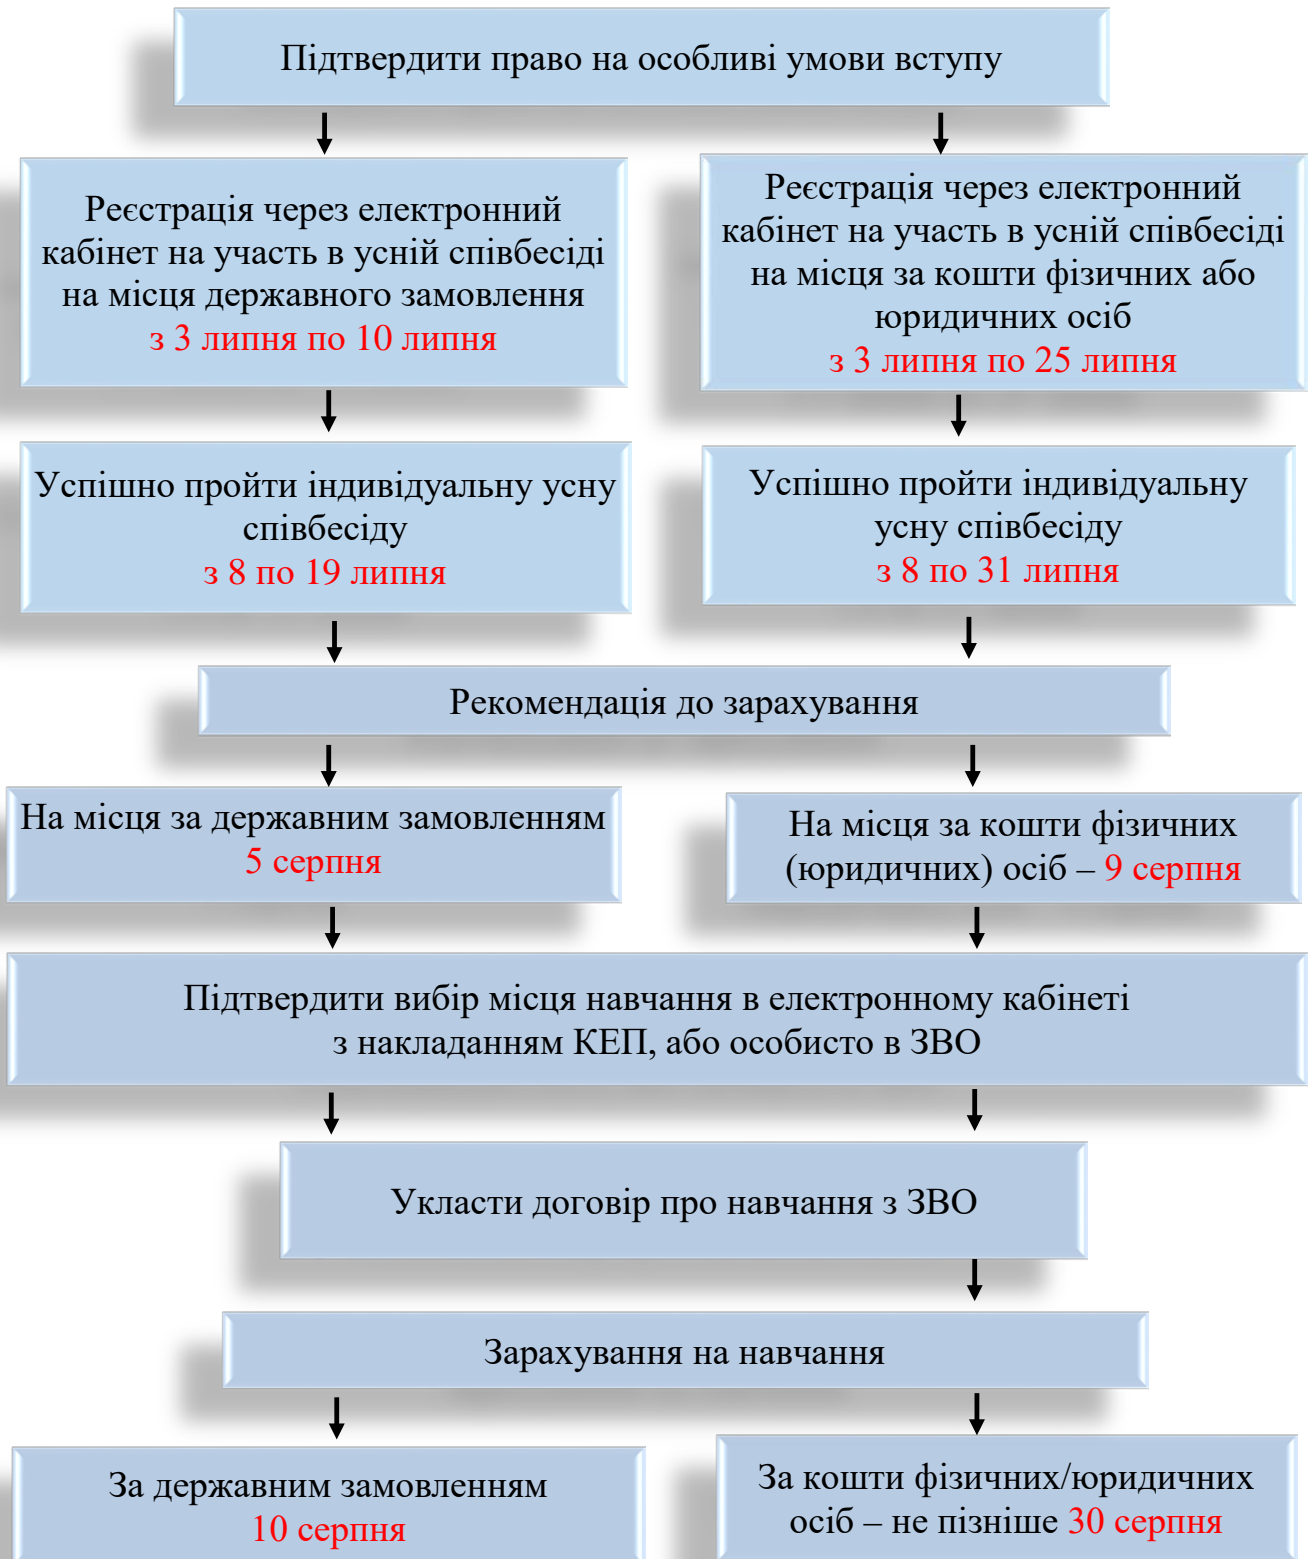 Підтвердити право на особливі умови вступу
Реєстрація через електронний
кабінет на участь в усній співбесіді
на місця державного замовлення
з 3 липня по 10 липня
Реєстрація через електронний
кабінет на участь в усній співбесіді
на місця за кошти фізичних або
юридичних осіб
з 3 липня по 25 липня
Успішно пройти індивідуальну усну
співбесіду
з 8 по 19 липня
Успішно пройти індивідуальну
усну співбесіду
з 8 по 31 липня
Рекомендація до зарахування
На місця за державним замовленням
5 серпня
На місця за кошти фізичних
(юридичних) осіб – 9 серпня
Підтвердити вибір місця навчання в електронному кабінеті
з накладанням КЕП, або особисто в ЗВО
Укласти договір про навчання з ЗВО
Зарахування на навчання
За державним замовленням
10 серпня
За кошти фізичних/юридичних
осіб – не пізніше 30 серпня